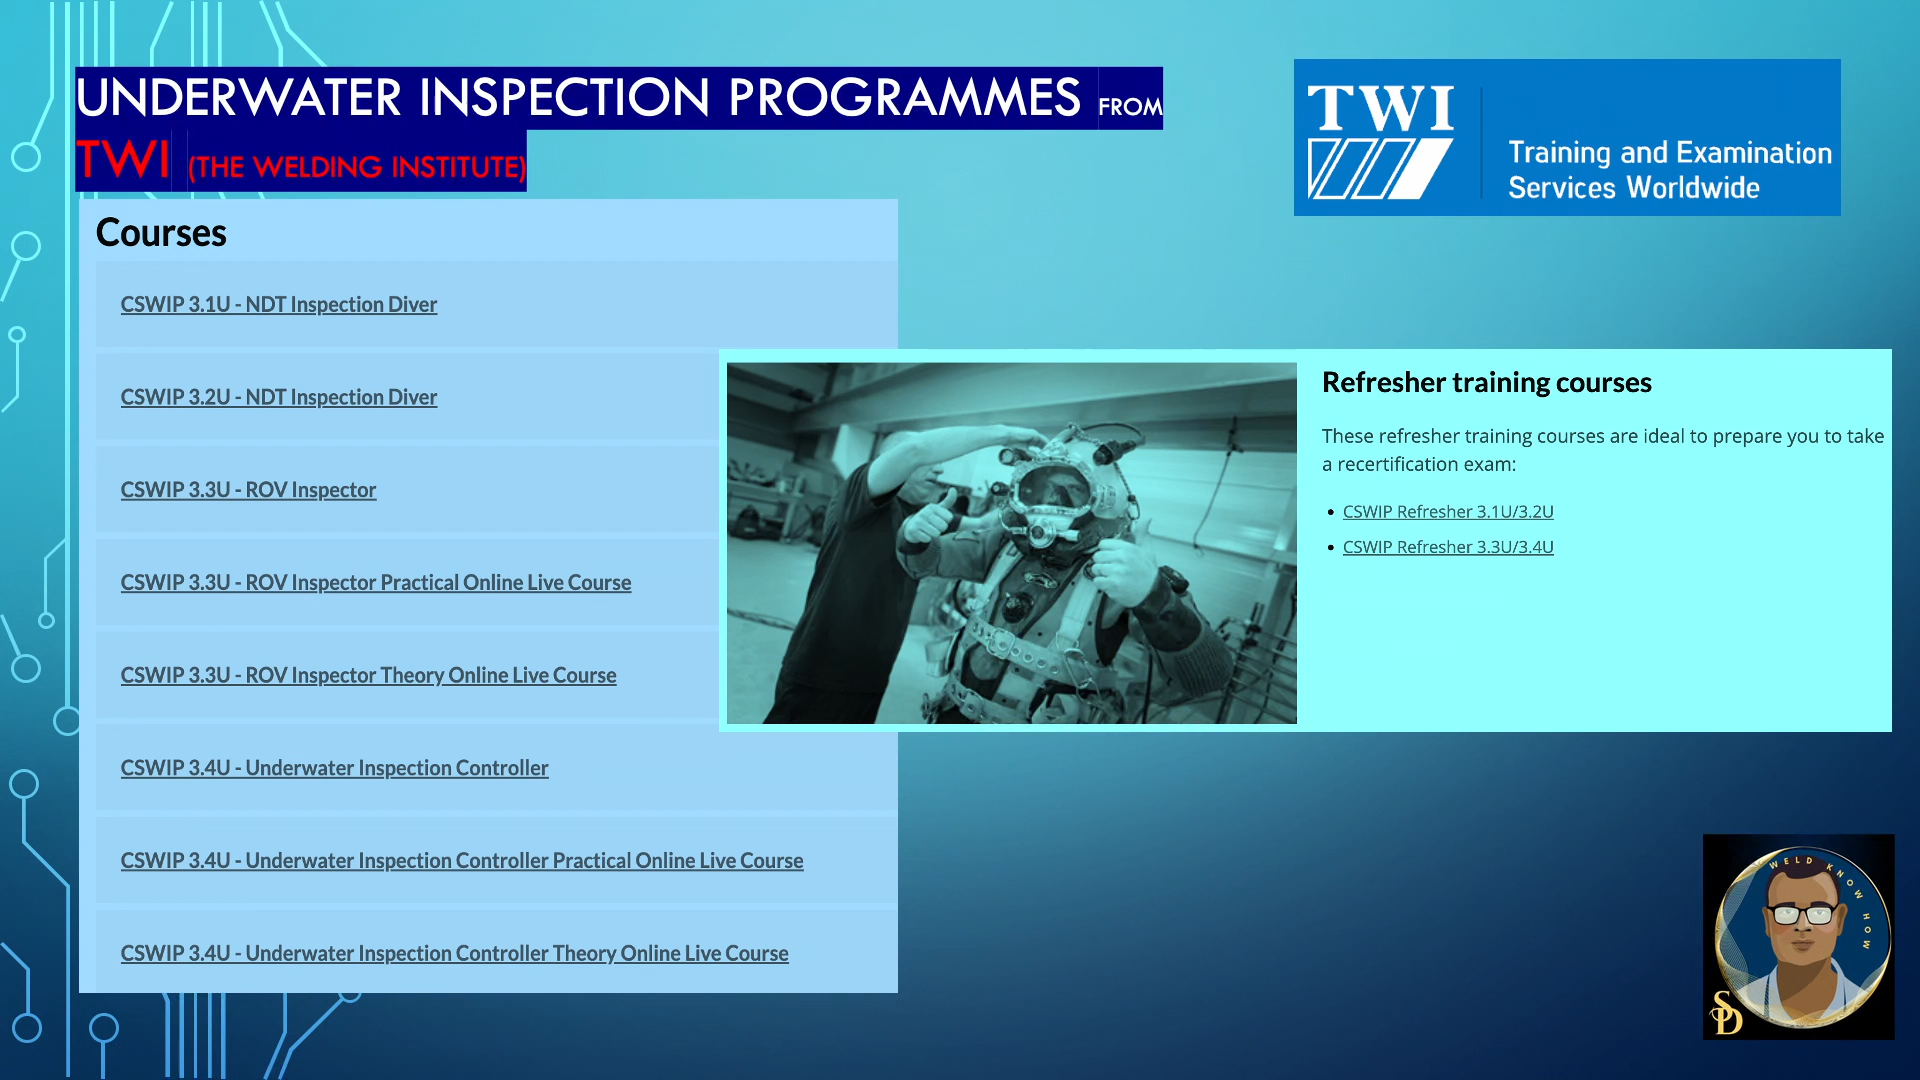 UNDERWATER INSPECTION PROGRAMMES FROM
TWI (THE WELDING INSTITUTE)
TWI
Training and Examination
Services Worldwide
Courses
CSWIP 3.1U - NDT Inspection Diver
CSWIP 3.2U - NDT Inspection Diver
CSWIP 3.3U - ROV Inspector
CSWIP 3.3U - ROV Inspector Practical Online Live Course
CSWIP 3.3U - ROV Inspector Theory Online Live Course
CSWIP 3.4U - Underwater Inspection Controller
CSWIP 3.4U - Underwater Inspection Controller Practical Online Live Course
CSWIP 3.4U - Underwater Inspection Controller Theory Online Live Course
Refresher training courses
These refresher training courses are ideal to prepare you to take
a recertification exam:
• CSWIP Refresher 3.1U/3.2U
• CSWIP Refresher 3.3U/3.4U
WELD KNOW HOW
SD